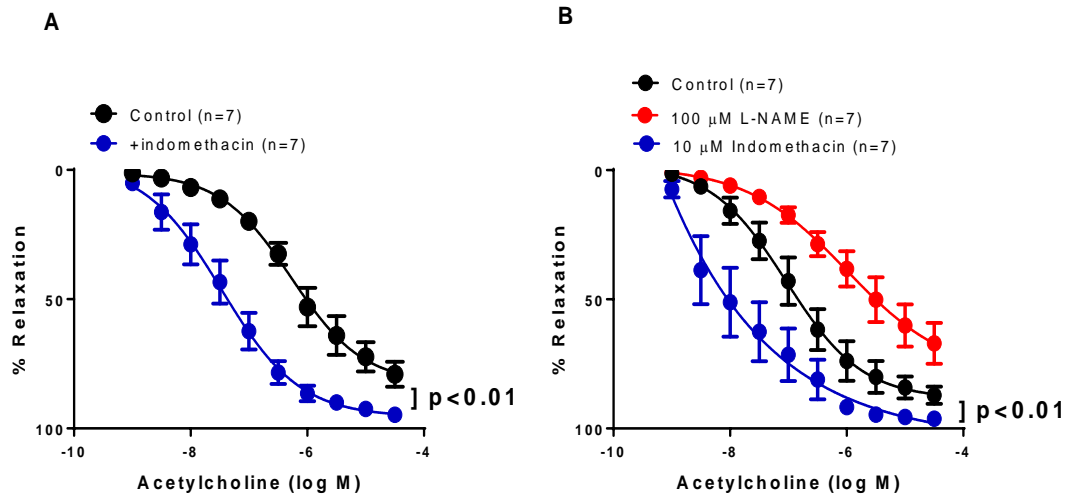 A
Control (n=7)
+indomethacin (n=7)
0
50
100
% Relaxation
-10
-8
-6
-4
Acetylcholine (log M)
p<0.01
B
Control (n=7)
100 μM L-NAME (n=7)
10 μM Indomethacin (n=7)
0
50
100
% Relaxation
-10
-8
-6
-4
Acetylcholine (log M)
p<0.01